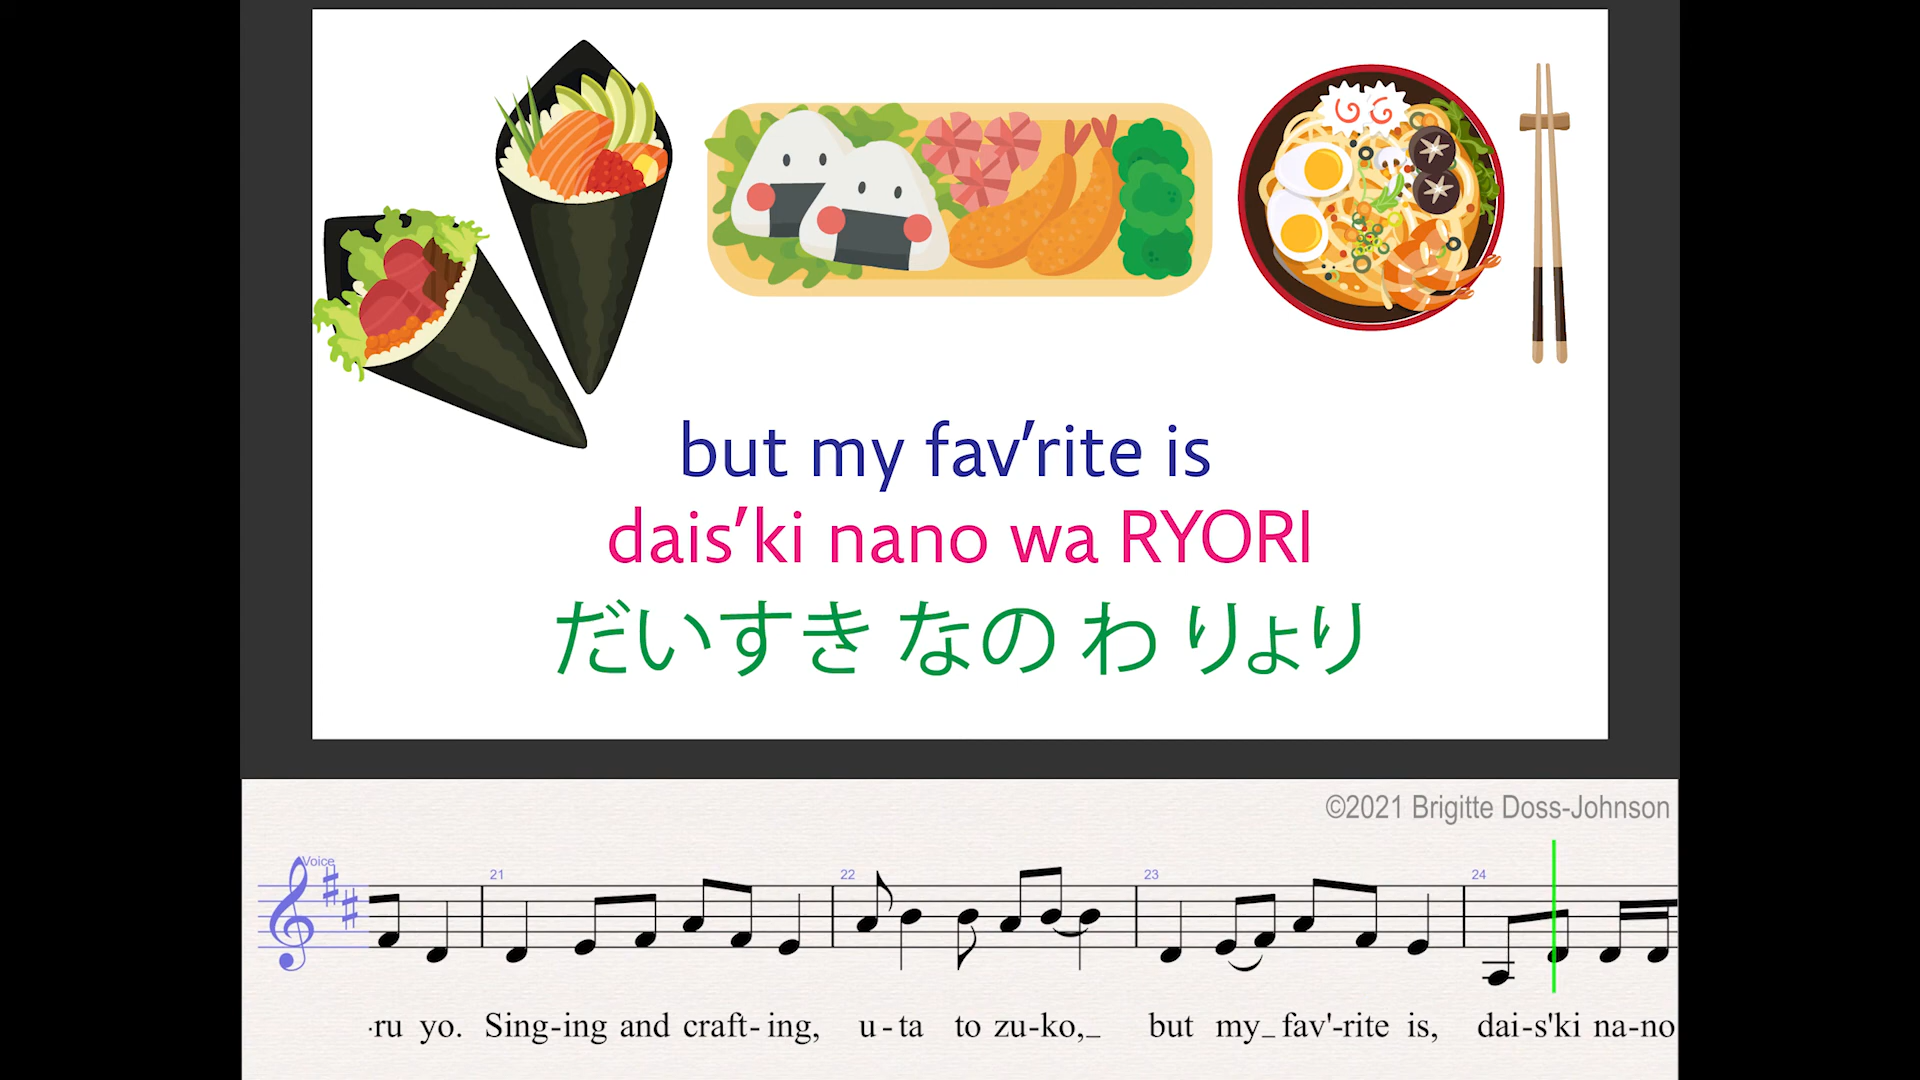 but my fav’rite is
dais’ki nano wa RYORI
だいすき なの わ りょり
©2021 Brigitte Doss-Johnson
Voice
21
22
23
24
ru yo. Sing-ing and craft-ing, u-ta to zu-ko,_ but my_ fav'-rite is, dai-s'ki na-no